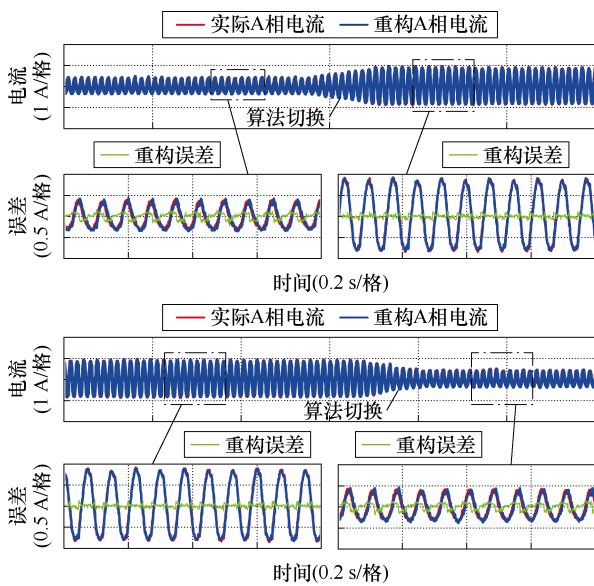 实际A相电流 重构A相电流
电流
(1 A/格)
算法切换
重构误差 重构误差
误差
(0.5 A/格)
时间(0.2 s/格)
实际A相电流 重构A相电流
电流
(1 A/格)
算法切换
重构误差 重构误差
误差
(0.5 A/格)
时间(0.2 s/格)